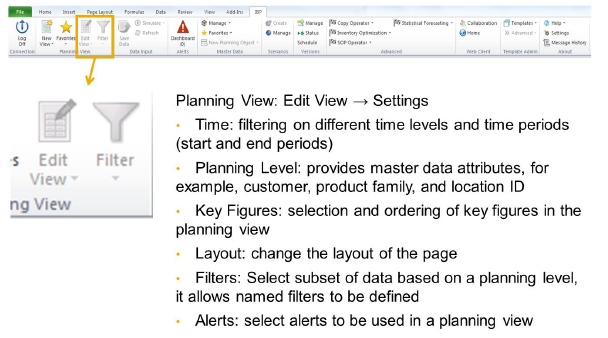 File Home Insert Page Layout Formulas Data Review View Add-Ins IBP
Log Off
New View Favorites Edit View Filter
Save Data
Simulate
Refresh
Dashboard (0)
Manage
Favorites
New Planning Object
Create
Manage
Manage
Status
Schedule
Copy Operator
Inventory Optimization
S&OP Operator
Statistical Forecasting
Collaboration
Home
Templates
Advanced
Help
Settings
Message History
Connection Planning View Data Input Alerts Master Data Scenarios Versions Advanced Web Client Template Admin About
s Edit View Filter
ng View
Planning View: Edit View → Settings
• Time: filtering on different time levels and time periods
(start and end periods)
• Planning Level: provides master data attributes, for
example, customer, product family, and location ID
• Key Figures: selection and ordering of key figures in the
planning view
• Layout: change the layout of the page
• Filters: Select subset of data based on a planning level,
it allows named filters to be defined
• Alerts: select alerts to be used in a planning view